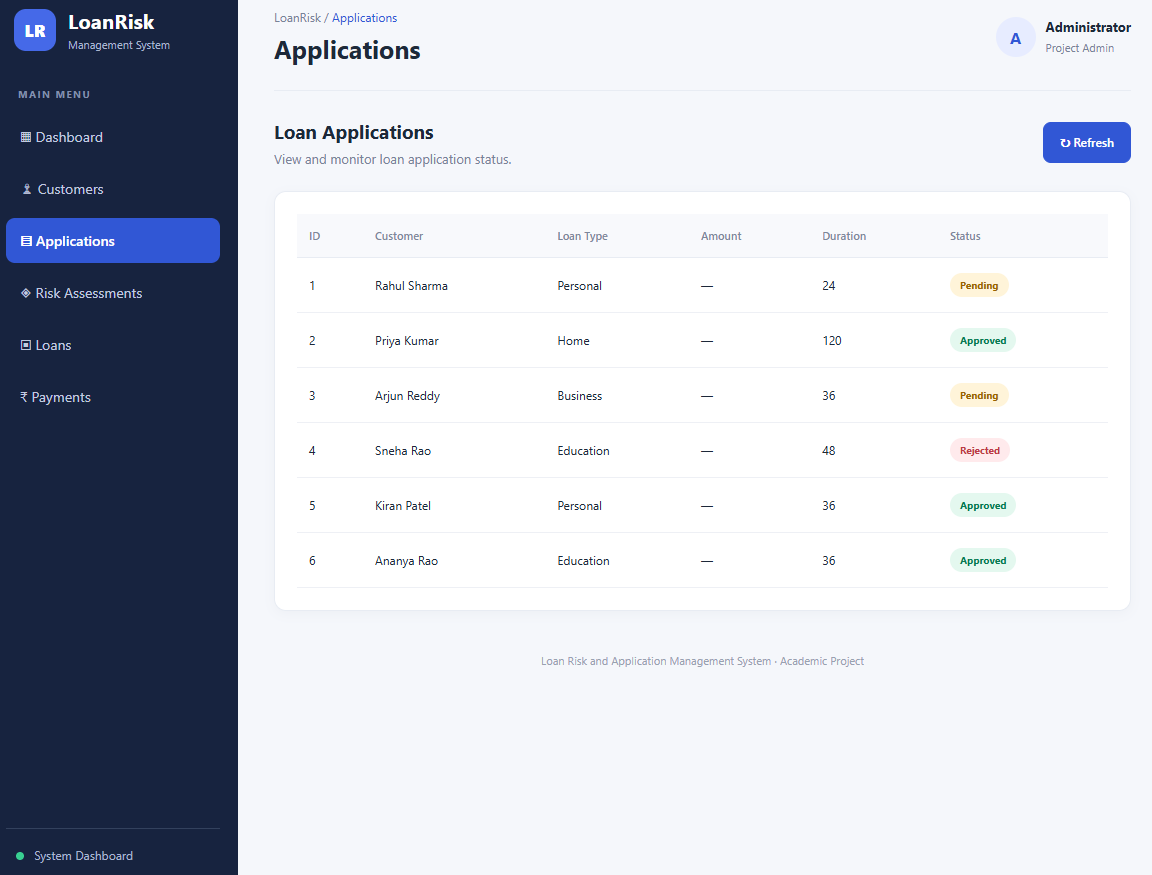 LR
LoanRisk
Management System
MAIN MENU
Dashboard
Customers
Applications
Risk Assessments
Loans
₹ Payments
System Dashboard
LoanRisk / Applications
Applications
A
Administrator
Project Admin
Loan Applications
View and monitor loan application status.
↻ Refresh
ID Customer Loan Type Amount Duration Status
1 Rahul Sharma Personal — 24 Pending
2 Priya Kumar Home — 120 Approved
3 Arjun Reddy Business — 36 Pending
4 Sneha Rao Education — 48 Rejected
5 Kiran Patel Personal — 36 Approved
6 Ananya Rao Education — 36 Approved
Loan Risk and Application Management System · Academic Project